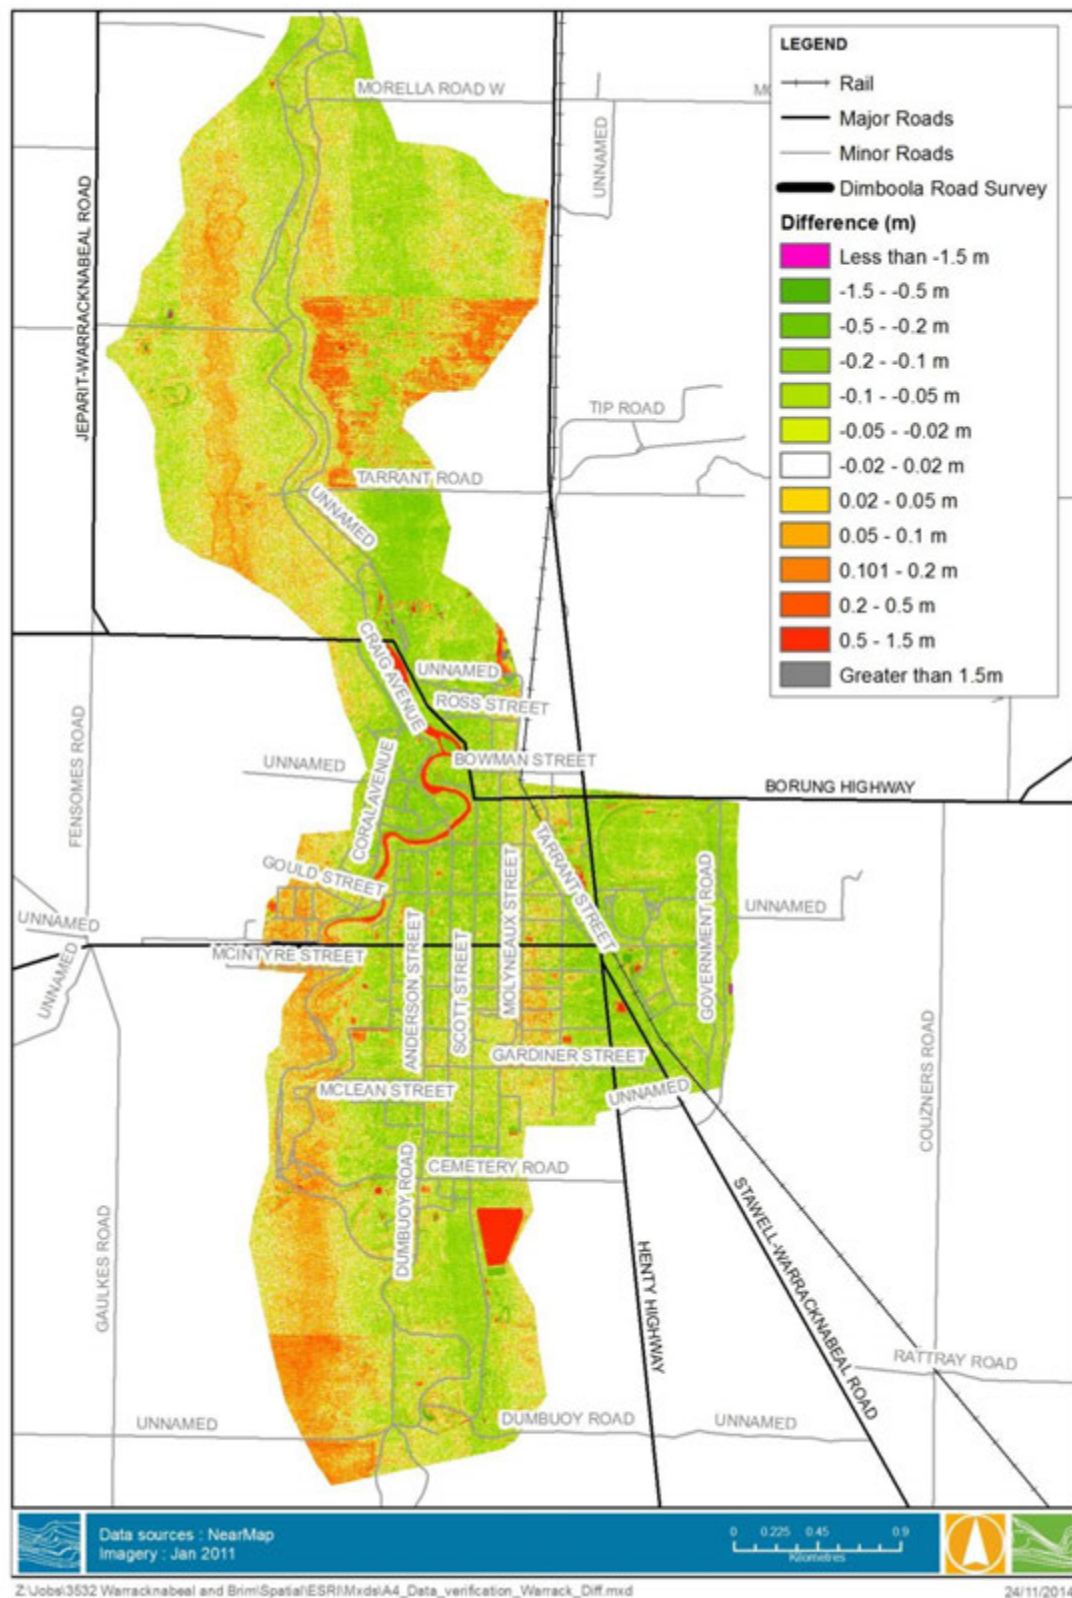 MORELLA ROAD W
MO
UNNAMED
JEPARIT-WARRACKNABEAL ROAD
TIP ROAD
TARRANT ROAD
UNNAMED
LEGEND
Rail
Major Roads
Minor Roads
Dimboola Road Survey
Difference (m)
Less than -1.5 m
-1.5 - -0.5 m
-0.5 - -0.2 m
-0.2 - -0.1 m
-0.1 - -0.05 m
-0.05 - -0.02 m
-0.02 - 0.02 m
0.02 - 0.05 m
0.05 - 0.1 m
0.101 - 0.2 m
0.2 - 0.5 m
0.5 - 1.5 m
Greater than 1.5m
CRAIG AVENUE
UNNAMED
ROSS STREET
FENSOMES ROAD
UNNAMED
CORAL AVENUE
BOWMAN STREET
BORUNG HIGHWAY
GOULD STREET
TARRANT STREET
MOLYNEAUX STREET
GOVERNMENT ROAD
UNNAMED
UNNAMED
UNNAMED
MCINTYRE STREET
ANDERSON STREET
SCOTT STREET
GARDINER STREET
COUZNERS ROAD
MCLEAN STREET
UNNAMED
CEMETERY ROAD
DUMBUOY ROAD
GAULKES ROAD
HENTY HIGHWAY
STAWELL-WARRACKNABEAL ROAD
RATTRAY ROAD
UNNAMED
DUMBUOY ROAD
UNNAMED
Data sources : NearMap
Imagery : Jan 2011
0 0.225 0.45 0.9
Kilometres
Z:\Jobs\3532 Warracknabeal and Brim\Spatial\ESRI\Mxds\A4_Data_verification_Warrack_Diff.mxd
24/11/2014